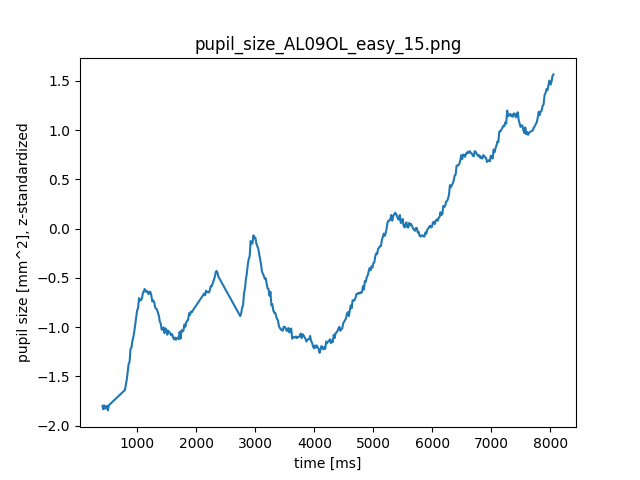 pupil_size_AL09OL_easy_15.png
pupil size [mm^2], z-standardized
1.5
1.0
0.5
0.0
−0.5
−1.0
−1.5
−2.0
1000 2000 3000 4000 5000 6000 7000 8000
time [ms]